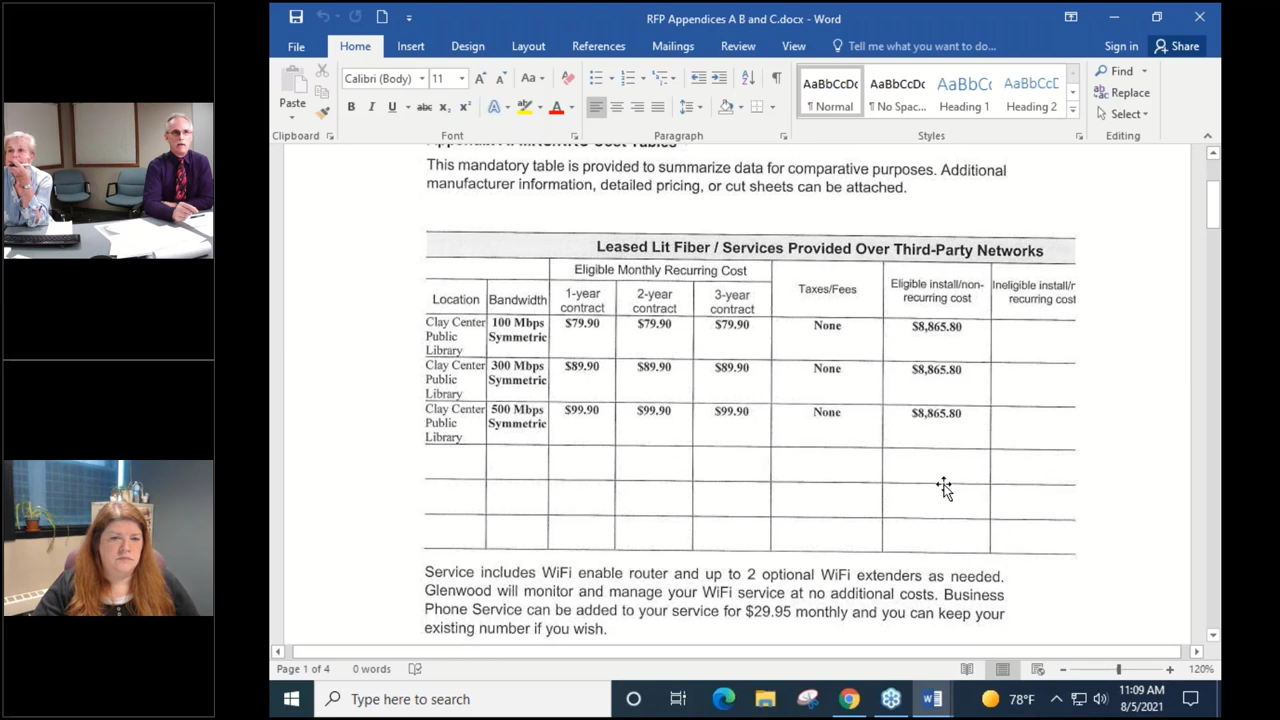 RFP Appendices A B and C.docx - Word
File Home Insert Design Layout References Mailings Review View Tell me what you want to do... Sign in Share
Paste
Calibri (Body) 11 Aa
B I U abc x₂ x² A A
AaBbCcDc AaBbCcDc AaBbCc AaBbCcD
¶ Normal ¶ No Spac... Heading 1 Heading 2
Find
Replace
Select
Clipboard Font Paragraph Styles Editing
Cost Tables
This mandatory table is provided to summarize data for comparative purposes. Additional
manufacturer information, detailed pricing, or cut sheets can be attached.
Leased Lit Fiber / Services Provided Over Third-Party Networks
Eligible Monthly Recurring Cost
Location Bandwidth 1-year contract 2-year contract 3-year contract Taxes/Fees Eligible install/non-recurring cost Ineligible install/r recurring cost
Clay Center 100 Mbps $79.90 $79.90 $79.90 None $8,865.80
Public Symmetric
Library
Clay Center 300 Mbps $89.90 $89.90 $89.90 None $8,865.80
Public Symmetric
Library
Clay Center 500 Mbps $99.90 $99.90 $99.90 None $8,865.80
Public Symmetric
Library
Service includes WiFi enable router and up to 2 optional WiFi extenders as needed.
Glenwood will monitor and manage your WiFi service at no additional costs. Business
Phone Service can be added to your service for $29.95 monthly and you can keep your
existing number if you wish.
Page 1 of 4 0 words 120%
Type here to search 78°F 11:09 AM
8/5/2021